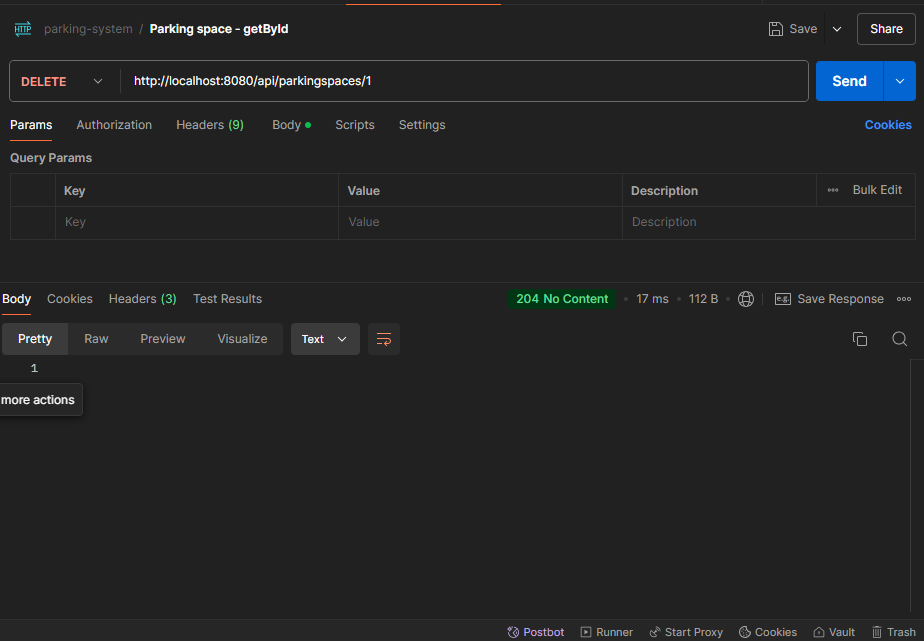 HTTP parking-system / Parking space - getById Save Share
DELETE http://localhost:8080/api/parkingspaces/1 Send
Params Authorization Headers (9) Body Scripts Settings Cookies
Query Params
Key Value Description Bulk Edit
Key Value Description
Body Cookies Headers (3) Test Results 204 No Content 17 ms 112 B e.g. Save Response
Pretty Raw Preview Visualize Text
1
more actions
Postbot Runner Start Proxy Cookies Vault Trash